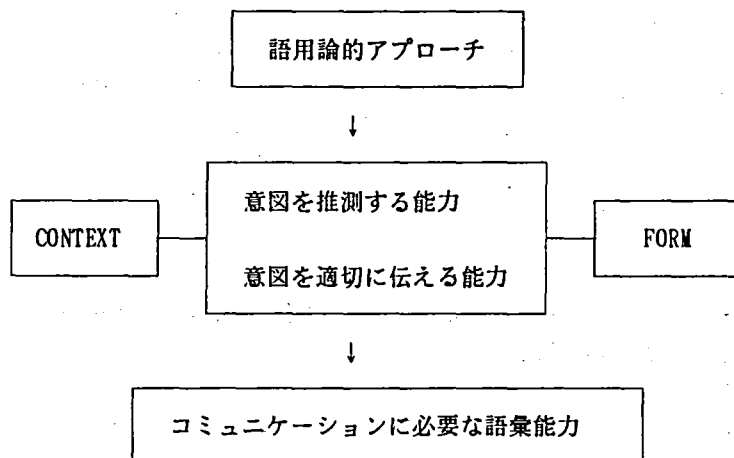 語用論的アプローチ
↓
意図を推測する能力
CONTEXT
FORM
意図を適切に伝える能力
↓
コミュニケーションに必要な語彙能力